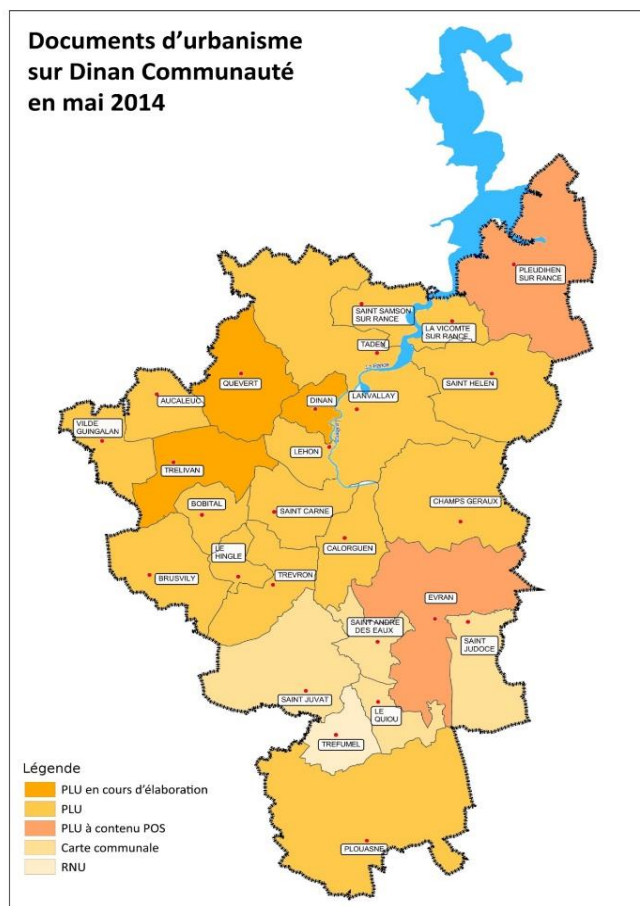 Documents d'urbanisme
sur Dinan Communauté
en mai 2014
PLEUDIHEN
SUR RANCE
SAINT SAMSON
SUR RANCE
LA VICOMTE
SUR RANCE
TADEN
QUEVERT
SAINT HELEN
AUCALEUC
DINAN
LANVALLAY
VILDE
GUINGALAN
LEHON
TRELIVAN
BOBITAL
SAINT CARNE
CHAMPS GERAUX
CALORGUEN
LE
HINGLE
BRUSVILY
TREVRON
EVRAN
SAINT ANDRE
DES EAUX
SAINT
JUDOCE
SAINT JUVAT
LE
QUIOU
TREFUMEL
PLOUASNE
Légende
PLU en cours d'élaboration
PLU
PLU à contenu POS
Carte communale
RNU